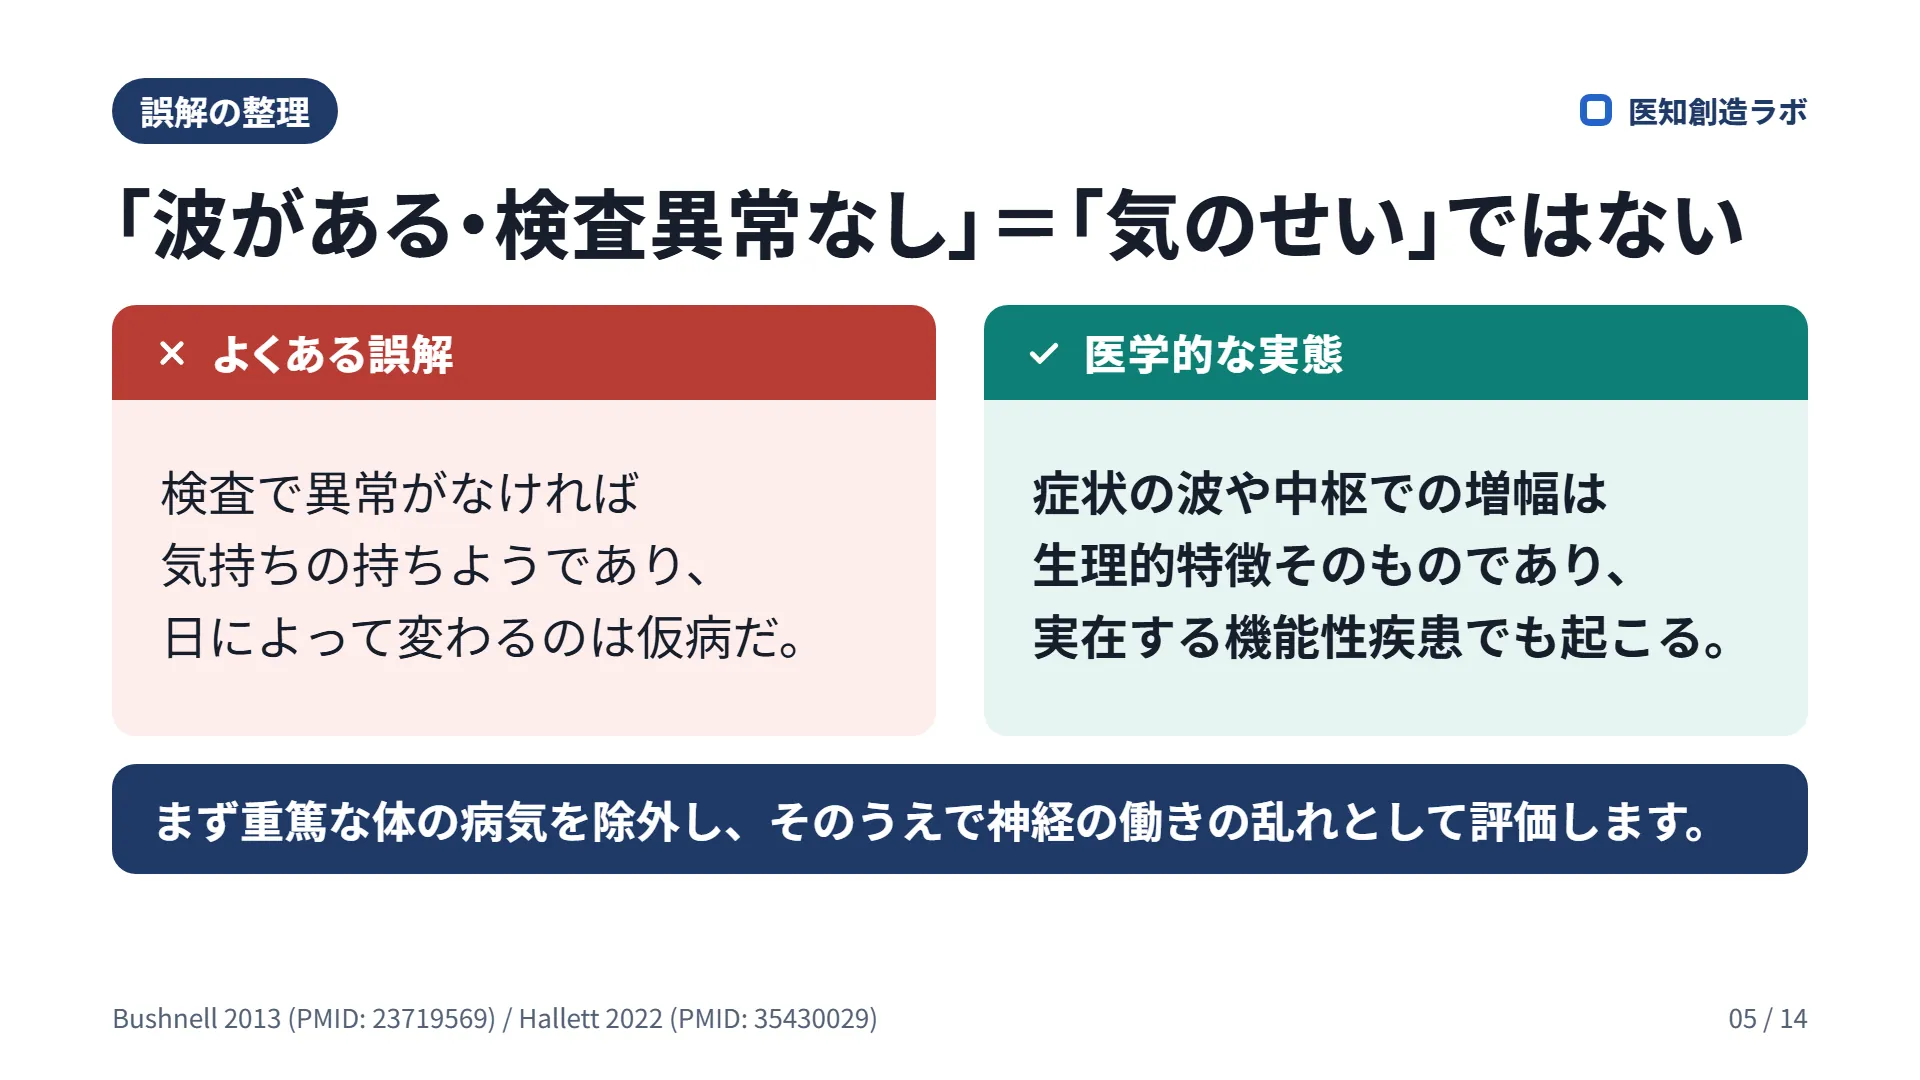 誤解の整理
医知創造ラボ
「波がある・検査異常なし」＝「気のせい」ではない
よくある誤解
検査で異常がなければ
気持ちの持ちようであり、
日によって変わるのは仮病だ。
医学的な実態
症状の波や中枢での増幅は
生理的特徴そのものであり、
実在する機能性疾患でも起こる。
まず重篤な体の病気を除外し、そのうえで神経の働きの乱れとして評価します。
Bushnell 2013 (PMID: 23719569) / Hallett 2022 (PMID: 35430029)
05 / 14